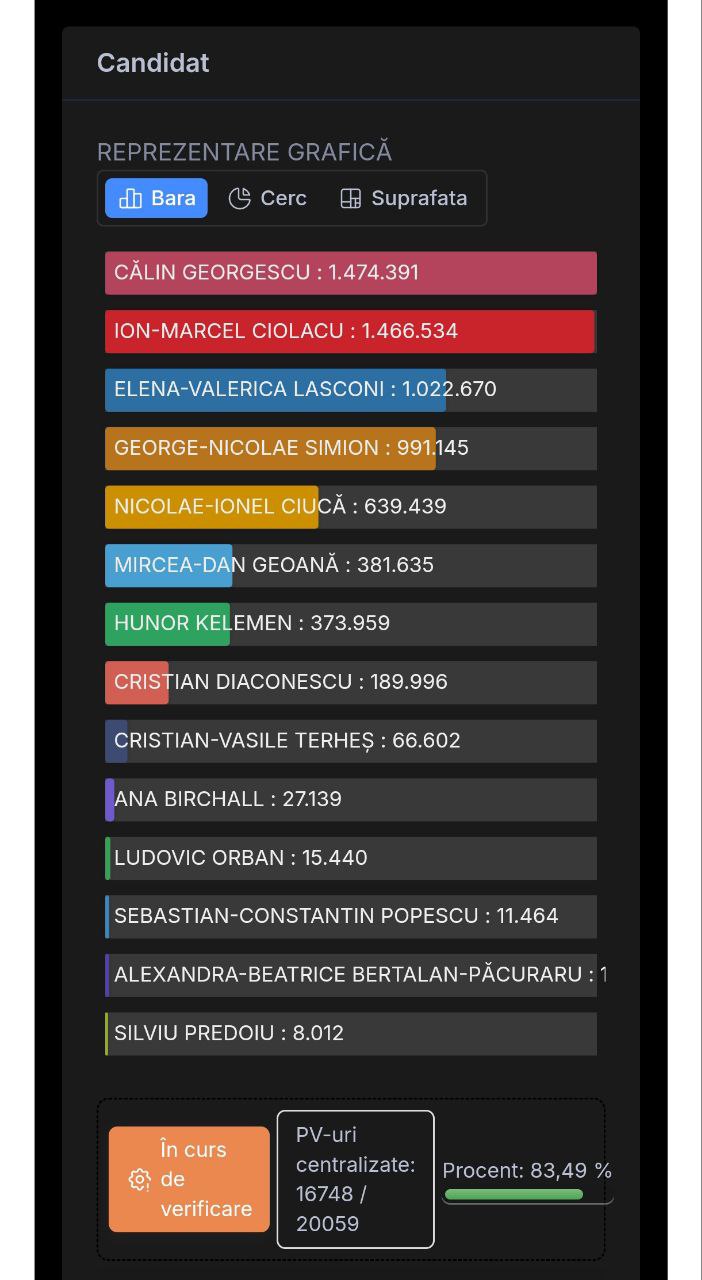 Candidat
REPREZENTARE GRAFICĂ
Bara Cerc Suprafata
CĂLIN GEORGESCU : 1.474.391
ION-MARCEL CIOLACU : 1.466.534
ELENA-VALERICA LASCONI : 1.022.670
GEORGE-NICOLAE SIMION : 991.145
NICOLAE-IONEL CIUCĂ : 639.439
MIRCEA-DAN GEOANĂ : 381.635
HUNOR KELEMEN : 373.959
CRISTIAN DIACONESCU : 189.996
CRISTIAN-VASILE TERHEȘ : 66.602
ANA BIRCHALL : 27.139
LUDOVIC ORBAN : 15.440
SEBASTIAN-CONSTANTIN POPESCU : 11.464
ALEXANDRA-BEATRICE BERTALAN-PĂCURARU : 1
SILVIU PREDOIU : 8.012
În curs
de
verificare
PV-uri
centralizate:
16748 /
20059
Procent: 83,49 %